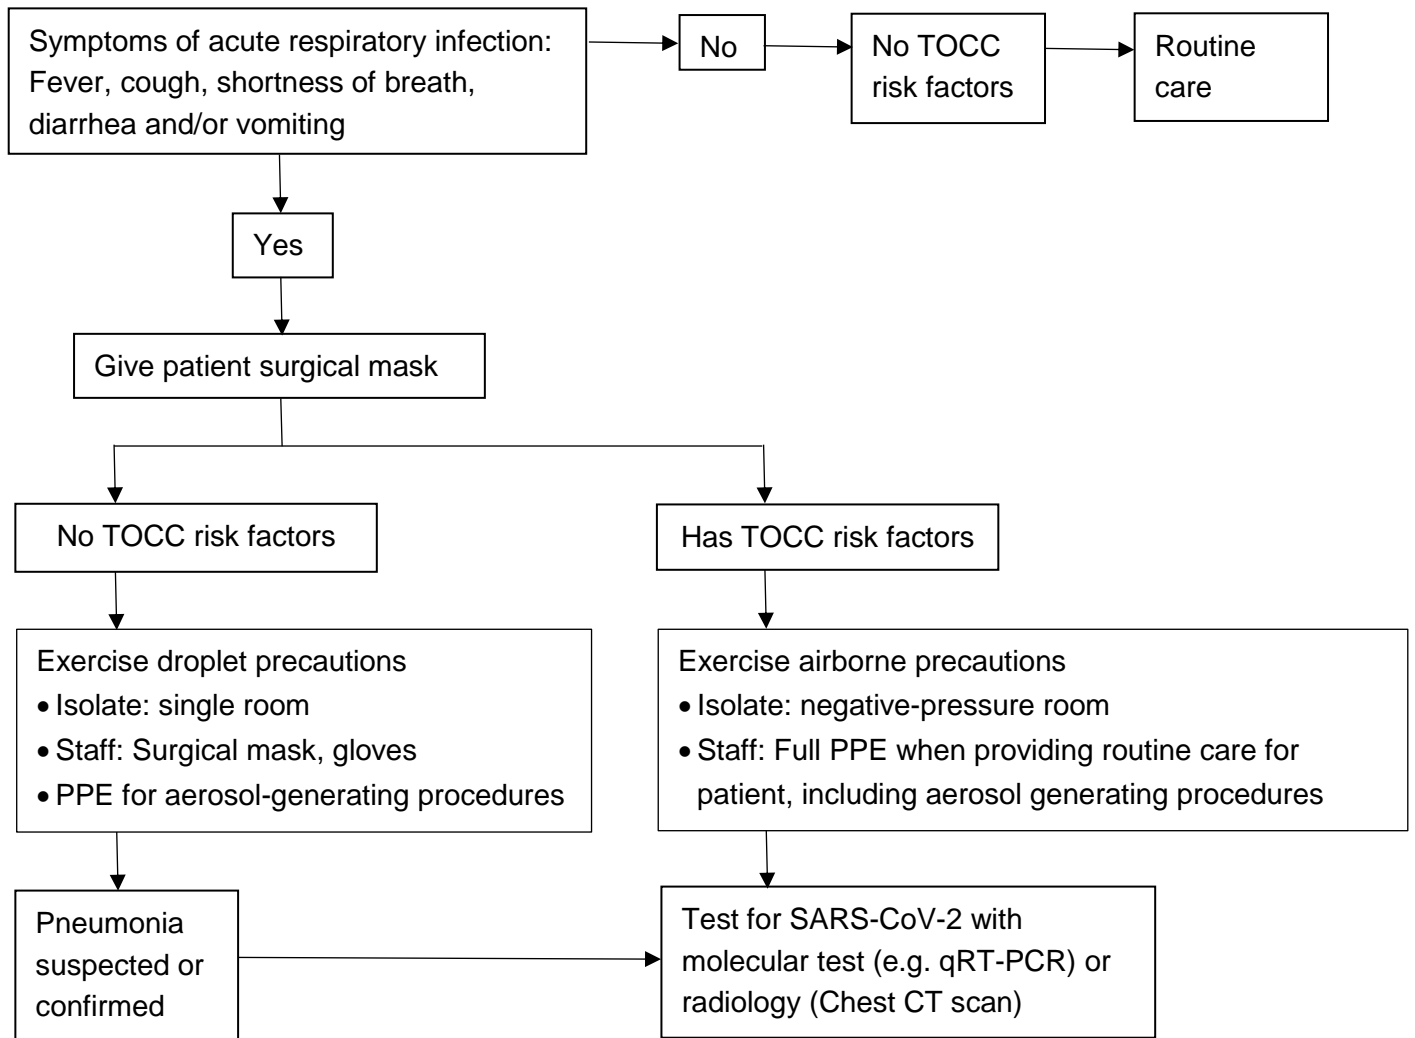 Symptoms of acute respiratory infection:
Fever, cough, shortness of breath,
diarrhea and/or vomiting
No
No TOCC
risk factors
Routine
care
Yes
Give patient surgical mask
No TOCC risk factors
Has TOCC risk factors
Exercise droplet precautions
• Isolate: single room
• Staff: Surgical mask, gloves
• PPE for aerosol-generating procedures
Exercise airborne precautions
• Isolate: negative-pressure room
• Staff: Full PPE when providing routine care for
patient, including aerosol generating procedures
Pneumonia
suspected or
confirmed
Test for SARS-CoV-2 with
molecular test (e.g. qRT-PCR) or
radiology (Chest CT scan)